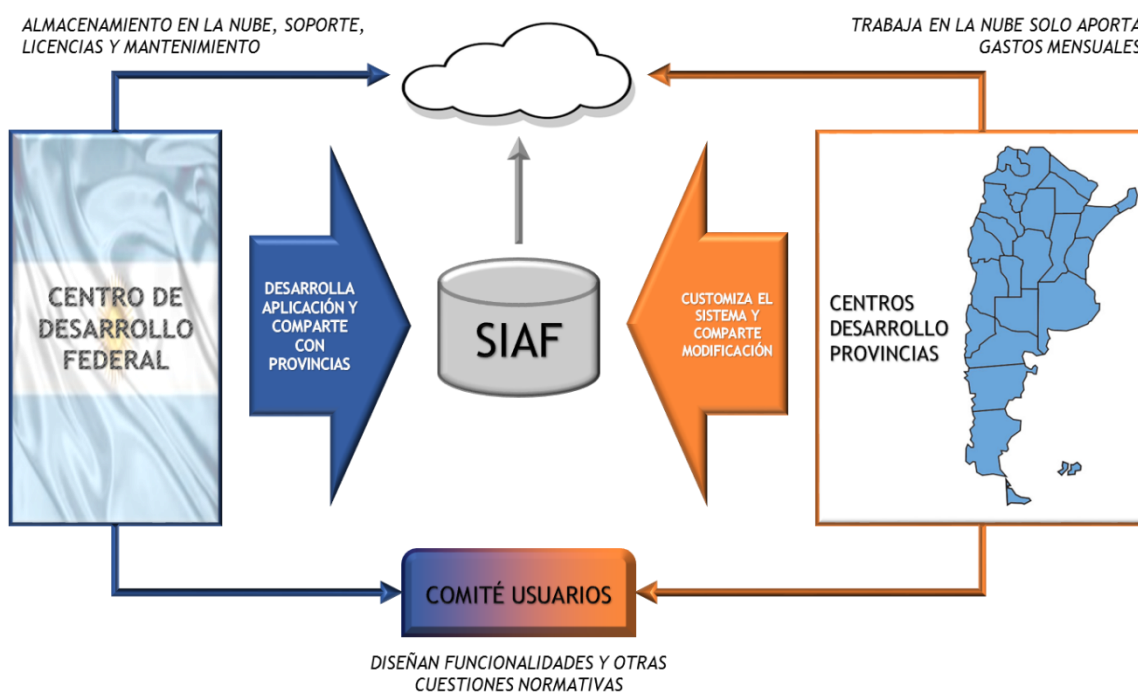 ALMACENAMIENTO EN LA NUBE, SOPORTE,
LICENCIAS Y MANTENIMIENTO
TRABAJA EN LA NUBE SOLO APORTA
GASTOS MENSUALES
CENTRO DE
DESARROLLO
FEDERAL
DESARROLLA
APLICACIÓN Y
COMPARTE
CON
PROVINCIAS
SIAF
CUSTOMIZA EL
SISTEMA Y
COMPARTE
MODIFICACIÓN
CENTROS
DESARROLLO
PROVINCIAS
COMITÉ USUARIOS
DISEÑAN FUNCIONALIDADES Y OTRAS
CUESTIONES NORMATIVAS